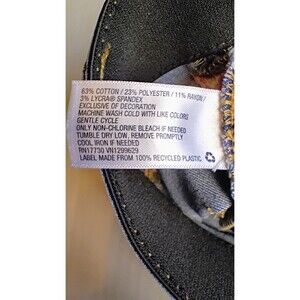 63% COTTON / 23% POLYESTER / 11% RAYON /
3% LYCRA® SPANDEX
EXCLUSIVE OF DECORATION
MACHINE WASH COLD WITH LIKE COLORS
GENTLE CYCLE
ONLY NON-CHLORINE BLEACH IF NEEDED
TUMBLE DRY LOW, REMOVE PROMPTLY
COOL IRON IF NEEDED
RN17730 VN1299629
LABEL MADE FROM 100% RECYCLED PLASTIC